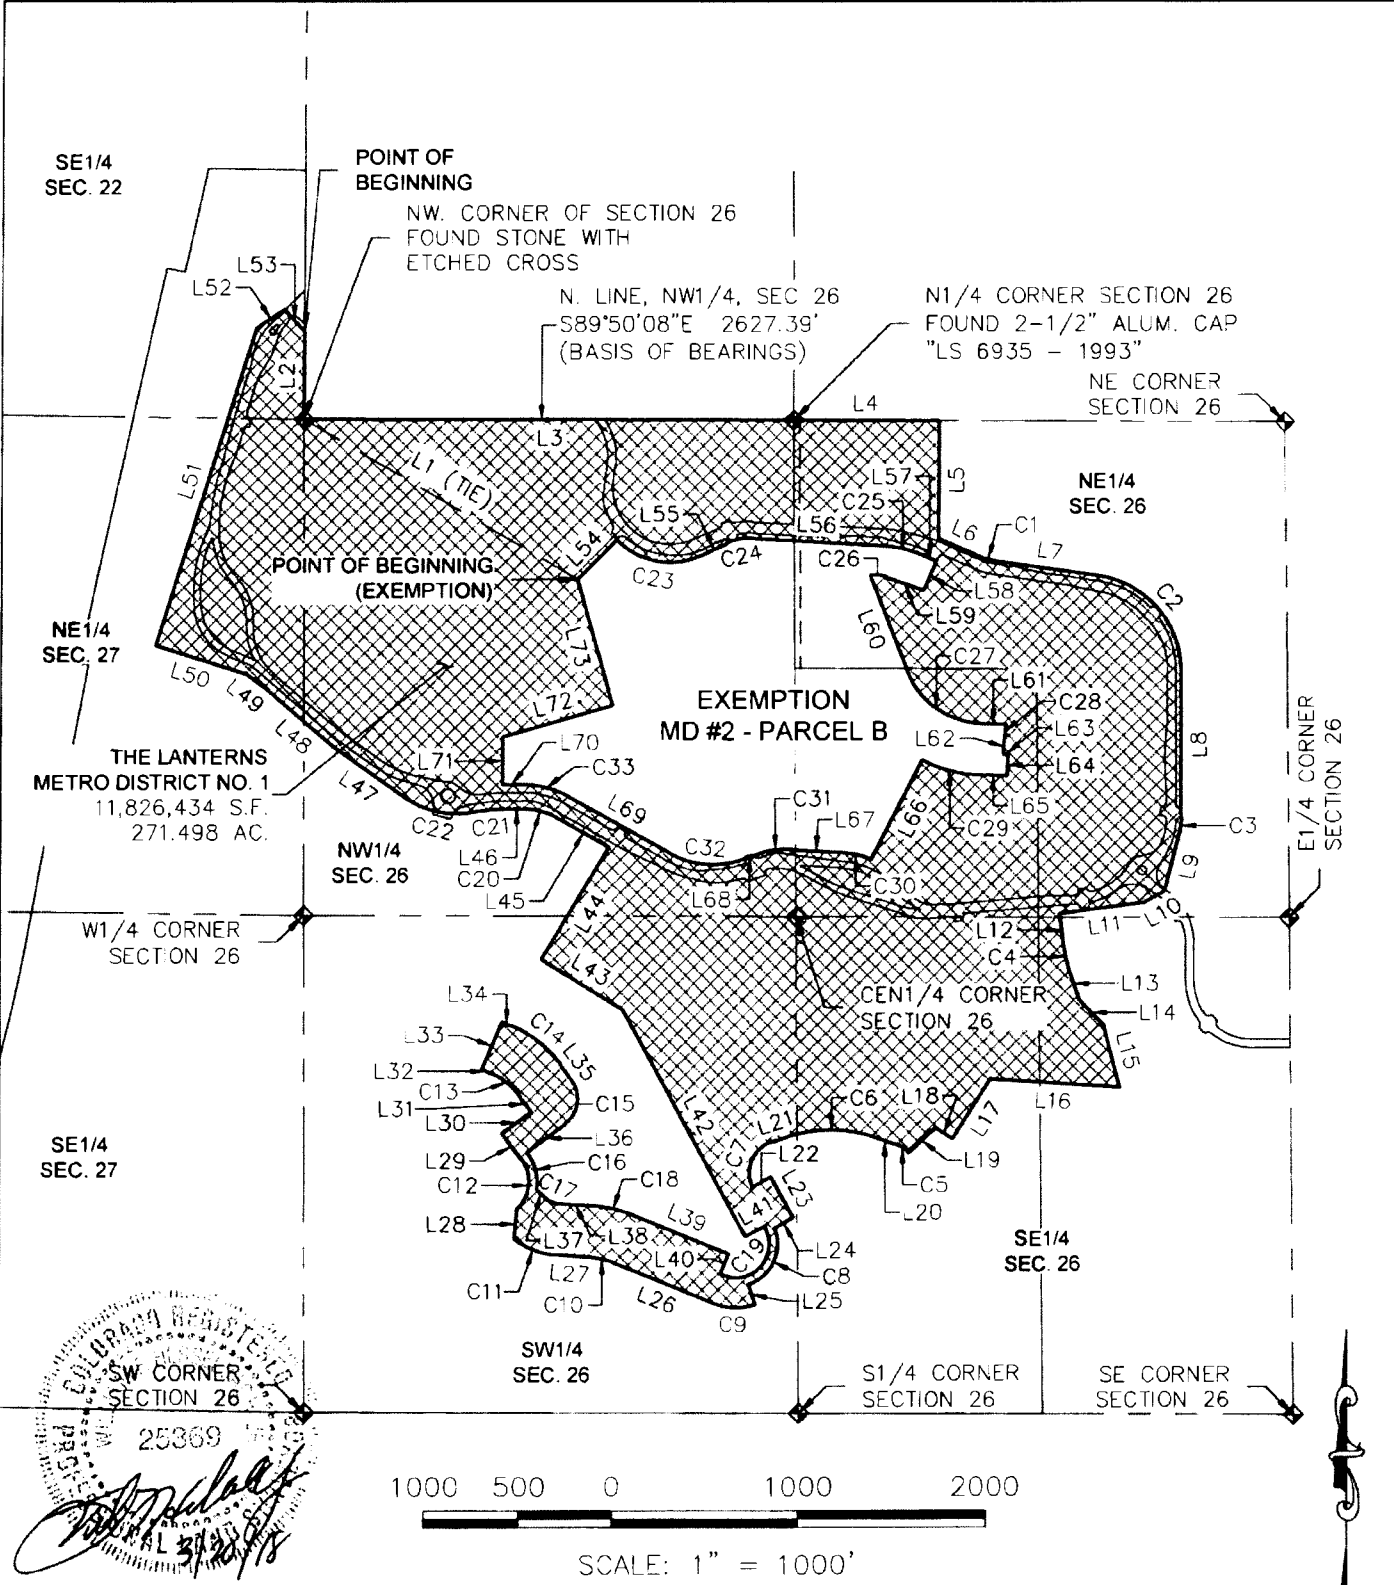 SE1/4
SEC. 22
POINT OF
BEGINNING
NW. CORNER OF SECTION 26
FOUND STONE WITH
ETCHED CROSS
L53
L52
N. LINE, NW1/4, SEC 26
S89°50'08"E 2627.39'
(BASIS OF BEARINGS)
N1/4 CORNER SECTION 26
FOUND 2-1/2" ALUM. CAP
"LS 6935 - 1993"
NE CORNER
SECTION 26
L2
L4
L3
L1 (TIE)
L51
L57
L5
C25
NE1/4
SEC. 26
L55
L56
L6
C1
L7
L54
C23
C24
C26
POINT OF BEGINNING
(EXEMPTION)
L58
L59
C2
NE1/4
SEC. 27
L60
L73
C27
L50
L49
L61
EXEMPTION
MD #2 - PARCEL B
C28
L72
L48
L62
L63
L70
L71
C33
L64
L8
THE LANTERNS
METRO DISTRICT NO. 1
11,826,434 S.F.
271.498 AC.
L47
L69
C31
L67
L66
L65
C29
C3
E1/4 CORNER
SECTION 26
C22
C21
L46
C20
L45
NW1/4
SEC. 26
C32
L68
C30
L9
L10
L11
L12
W1/4 CORNER
SECTION 26
L44
C4
L43
L13
CEN1/4 CORNER
SECTION 26
L14
L34
C14
L33
L35
L15
L32
C13
L31
C15
L30
L16
L42
C6
L18
L17
L21
L36
L29
C7
L22
L19
SE1/4
SEC. 27
C16
C12
C17
C18
L23
C5
L20
L28
L39
L41
L37
L38
L40
C19
L24
SE1/4
SEC. 26
C8
C11
L27
C10
L26
L25
C9
SW1/4
SEC. 26
COLORADO REGISTERED
SW CORNER
SECTION 26
25369
S1/4 CORNER
SECTION 26
SE CORNER
SECTION 26
3/28/18
1000 500 0 1000 2000
SCALE: 1" = 1000'